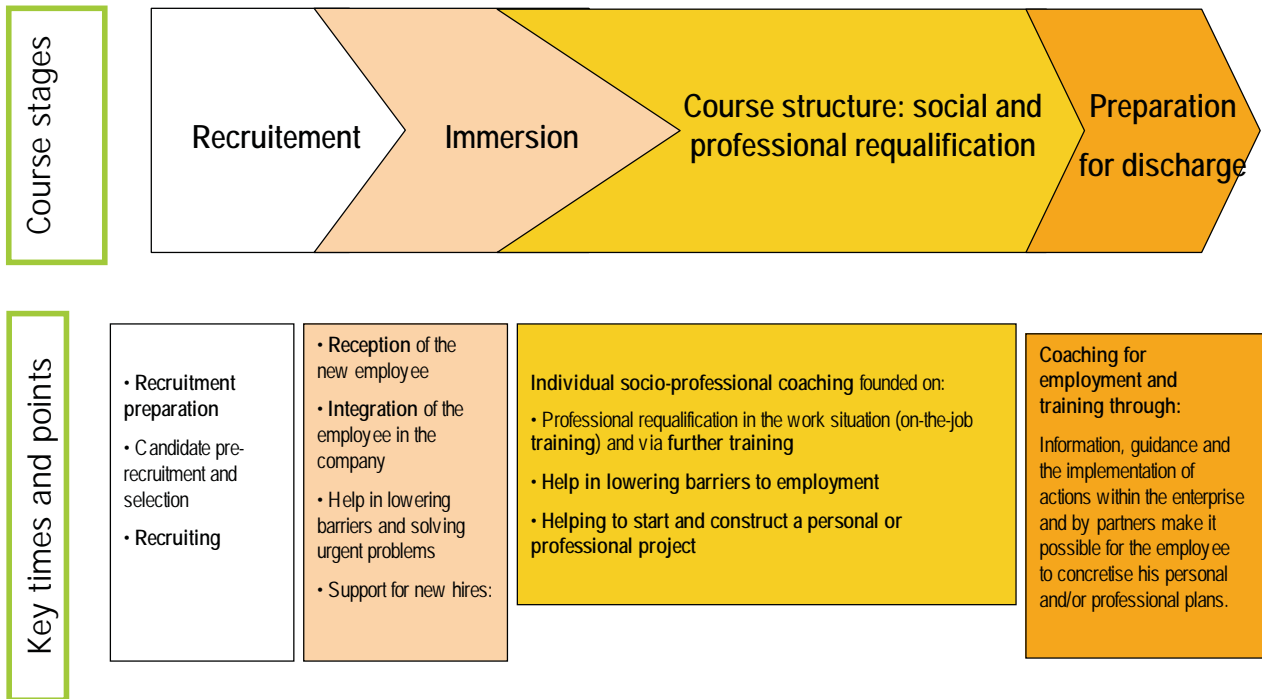 Course stages
Recruitement
Immersion
Course structure: social and
professional requalification
Preparation
for discharge
Key times and points
• Recruitment
preparation
• Candidate pre-
recruitment and
selection
• Recruiting
• Reception of the
new employee
• Integration of the
employee in the
company
• Help in lowering
barriers and solving
urgent problems
• Support for new hires:
Individual socio-professional coaching founded on:
• Professional requalification in the work situation (on-the-job
training) and via further training
• Help in lowering barriers to employment
• Helping to start and construct a personal or
professional project
Coaching for
employment and
training through:
Information, guidance and
the implementation of
actions within the enterprise
and by partners make it
possible for the employee
to concretise his personal
and/or professional plans.